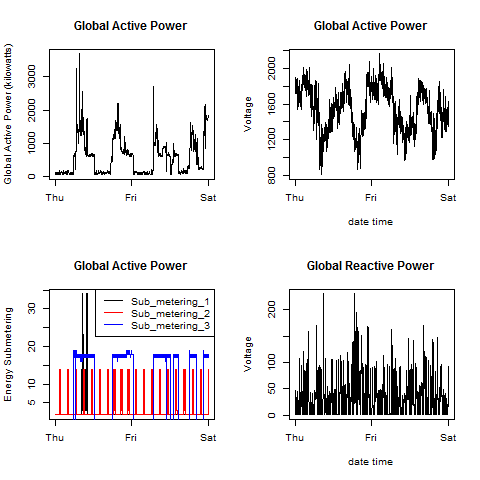 Global Active Power
Global Active Power (kilowatts)
0
1000
2000
3000
Thu
Fri
Sat
Global Active Power
Voltage
800
1200
1600
2000
Thu
Fri
Sat
date time
Global Active Power
Energy Submetering
5
10
20
30
Sub_metering_1
Sub_metering_2
Sub_metering_3
Thu
Fri
Sat
Global Reactive Power
Voltage
0
50
100
200
Thu
Fri
Sat
date time